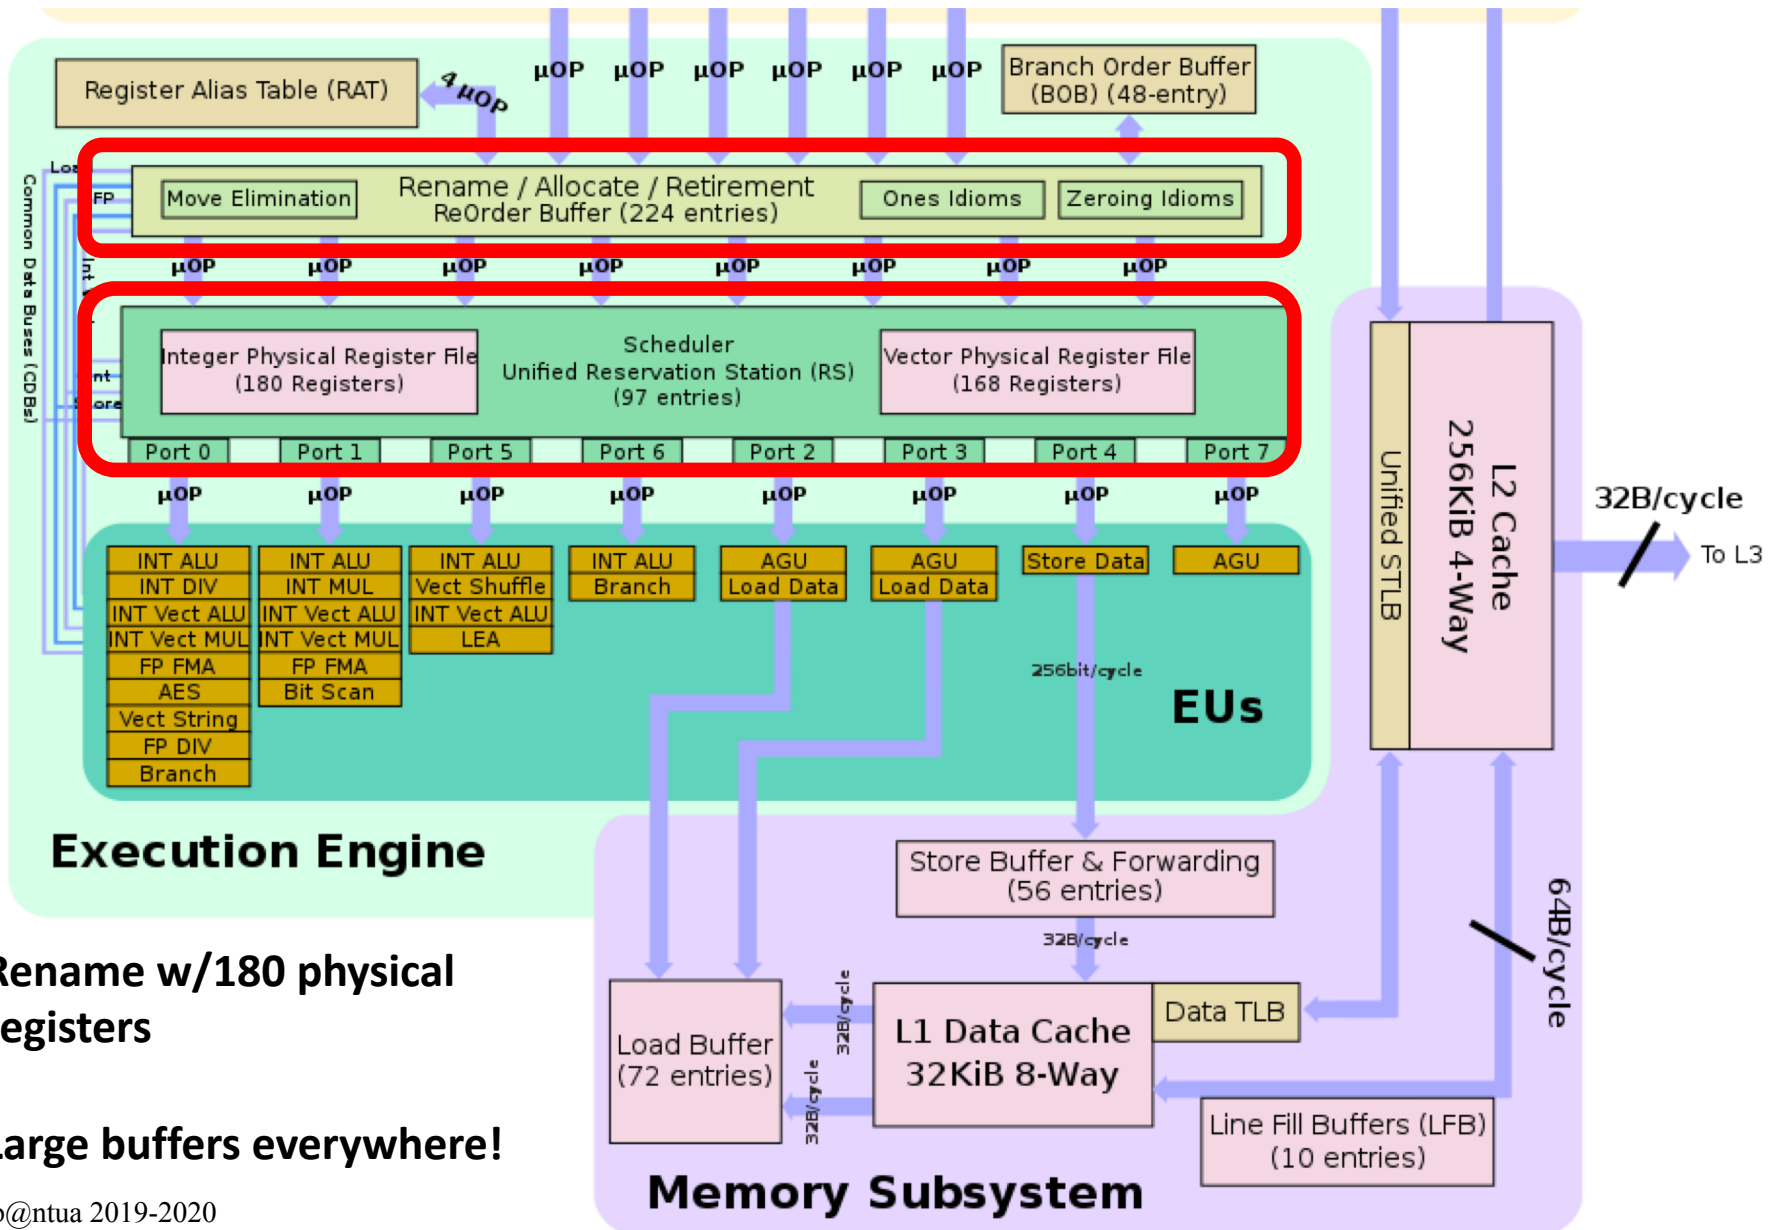 Register Alias Table (RAT)
4 µOP
µOP µOP µOP µOP µOP µOP
Branch Order Buffer
(BOB) (48-entry)
Common Data Buses (CDBs)
FP
Move Elimination
Rename / Allocate / Retirement
ReOrder Buffer (224 entries)
Ones Idioms
Zeroing Idioms
Int
µOP µOP µOP µOP µOP µOP µOP µOP
Integer Physical Register File
(180 Registers)
Scheduler
Unified Reservation Station (RS)
(97 entries)
Vector Physical Register File
(168 Registers)
Port 0 Port 1 Port 5 Port 6 Port 2 Port 3 Port 4 Port 7
µOP µOP µOP µOP µOP µOP µOP µOP
INT ALU
INT DIV
INT Vect ALU
INT Vect MUL
FP FMA
AES
Vect String
FP DIV
Branch
INT ALU
INT MUL
INT Vect ALU
INT Vect MUL
FP FMA
Bit Scan
INT ALU
Vect Shuffle
INT Vect ALU
LEA
INT ALU
Branch
AGU
Load Data
AGU
Load Data
Store Data
AGU
256bit/cycle
EUs
Execution Engine
Unified STLB
L2 Cache
256KiB 4-Way
32B/cycle
To L3
64B/cycle
Store Buffer & Forwarding
(56 entries)
32B/cycle
Load Buffer
(72 entries)
32B/cycle
32B/cycle
L1 Data Cache
32KiB 8-Way
Data TLB
Line Fill Buffers (LFB)
(10 entries)
Memory Subsystem
Rename w/180 physical
registers
Large buffers everywhere!
@ntua 2019-2020